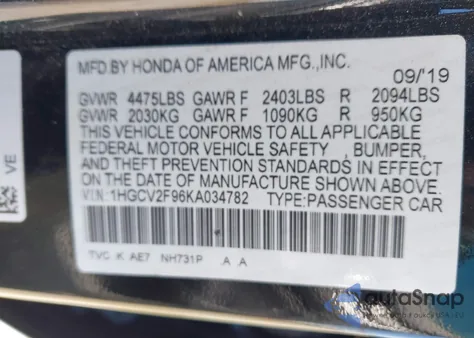 MFD.BY HONDA OF AMERICA MFG.,INC.
09/'19
GVWR 4475LBS GAWR F 2403LBS R 2094LBS
GVWR 2030KG GAWR F 1090KG R 950KG
THIS VEHICLE CONFORMS TO ALL APPLICABLE
FEDERAL MOTOR VEHICLE SAFETY , BUMPER,
AND THEFT PREVENTION STANDARDS IN EFFECT
ON THE DATE OF MANUFACTURE SHOWN ABOVE.
VIN:1HGCV2F96KA034782 TYPE:PASSENGER CAR
TVC K AE7 NH731P A A
VE
autoSnap